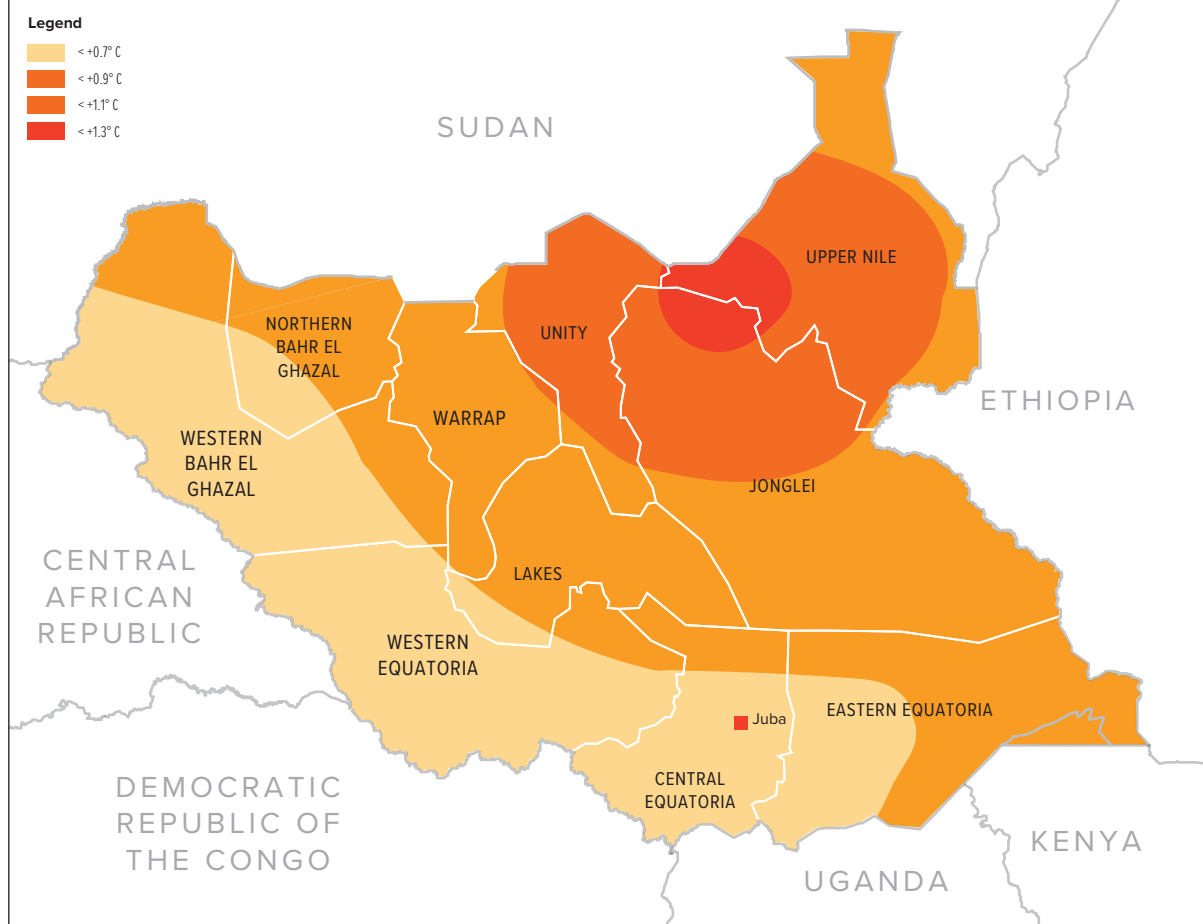 Legend
< +0.7° C
< +0.9° C
< +1.1° C
< +1.3° C
SUDAN
UPPER NILE
NORTHERN
BAHR EL
GHAZAL
UNITY
ETHIOPIA
WARRAP
WESTERN
BAHR EL
GHAZAL
JONGLEI
CENTRAL
AFRICAN
REPUBLIC
LAKES
WESTERN
EQUATORIA
EASTERN EQUATORIA
Juba
CENTRAL
EQUATORIA
DEMOCRATIC
REPUBLIC OF
THE CONGO
KENYA
UGANDA